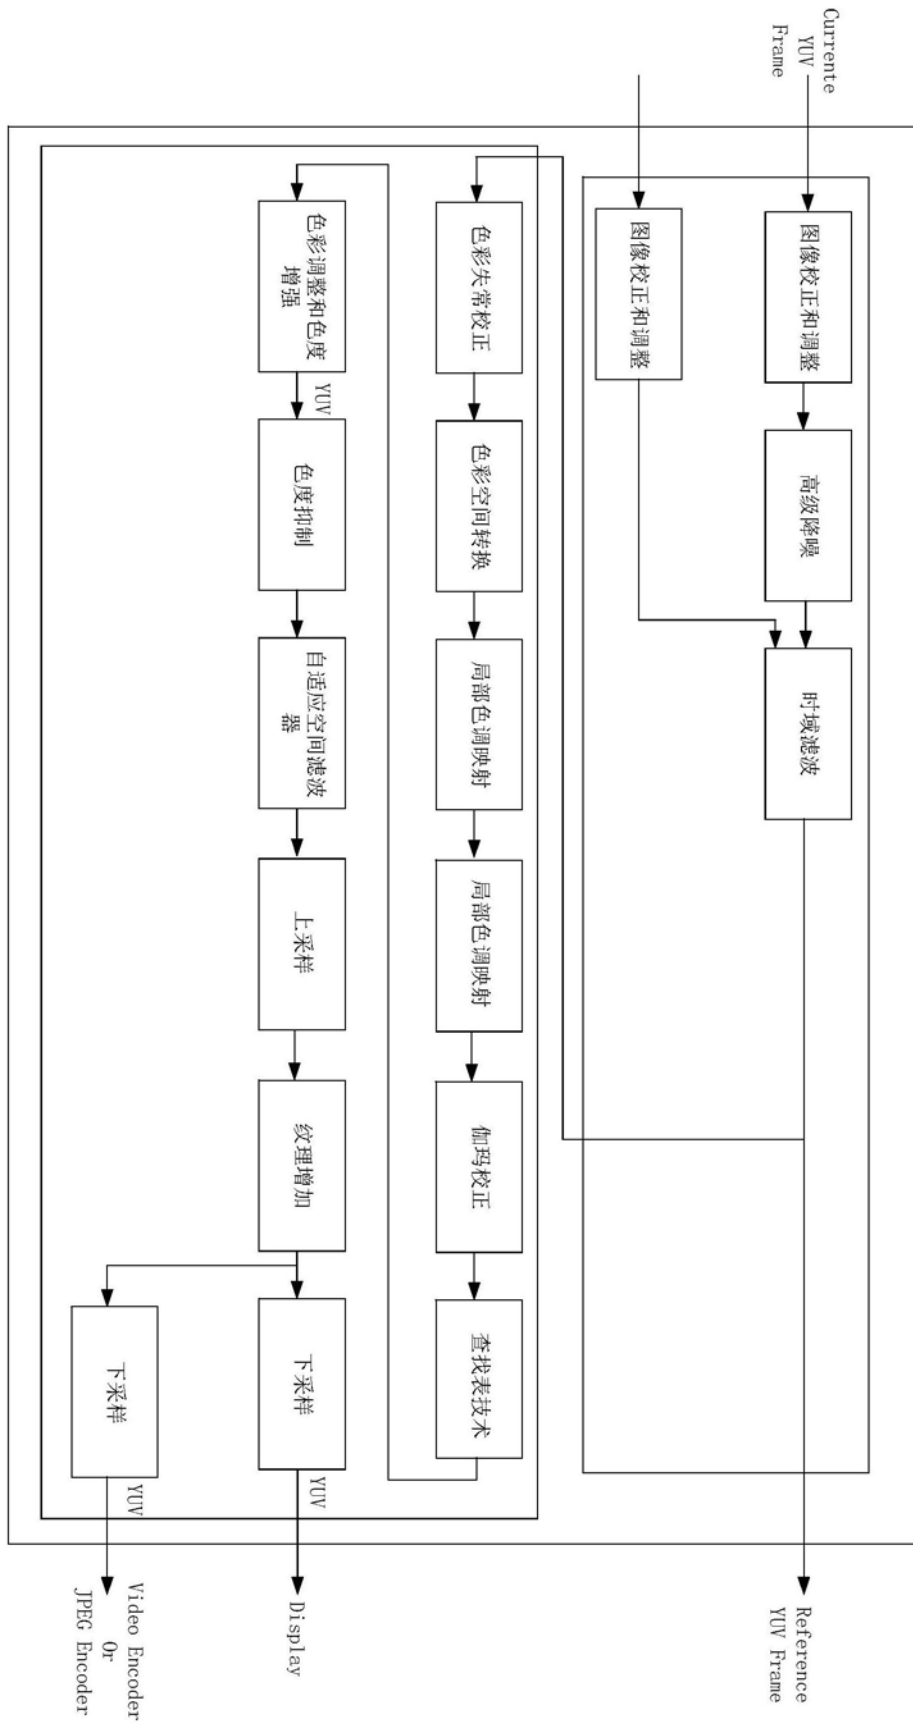 Currente
YUV
Frame
图像校正和调整
高级降噪
时域滤波
Reference
YUV Frame
图像校正和调整
色彩失常校正
色彩空间转换
局部色调映射
局部色调映射
伽玛校正
查找表技术
色彩调整和色度
增强
YUV
色度抑制
自适应空间滤波
器
上采样
纹理增加
下采样
YUV
Display
下采样
YUV
Video Encoder
Or
JPEG Encoder